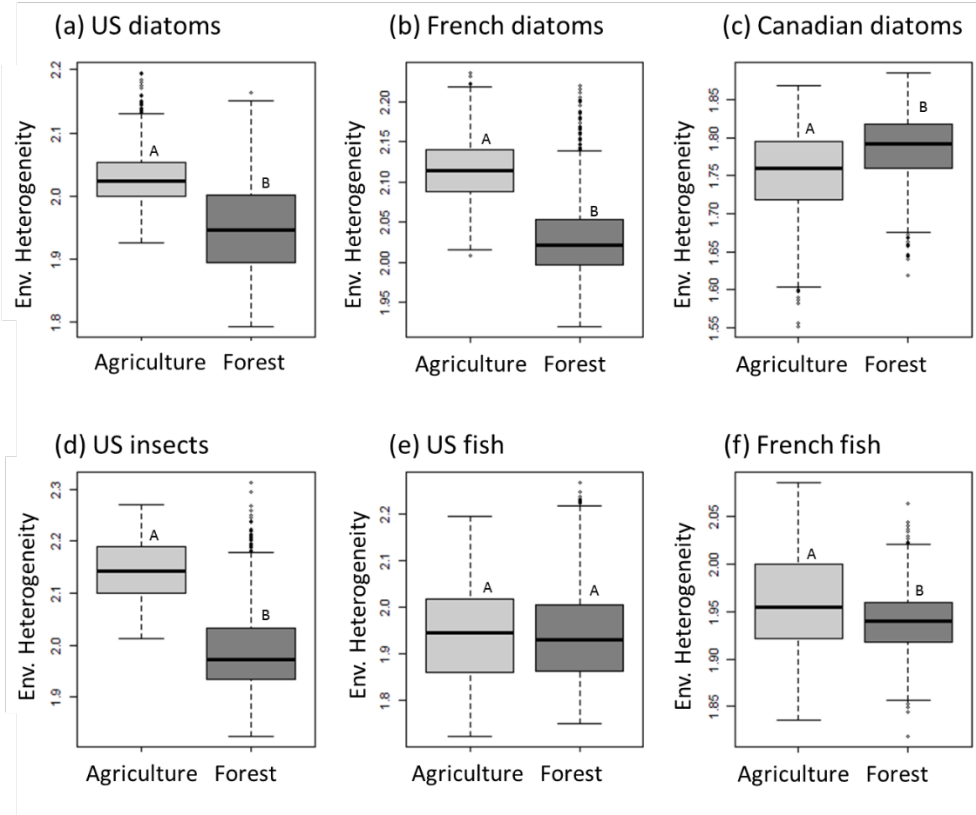 (a) US diatoms
(b) French diatoms
(c) Canadian diatoms
Env. Heterogeneity
2.2
2.1
2.0
1.9
1.8
A
B
Agriculture Forest
Env. Heterogeneity
2.20
2.15
2.10
2.05
2.00
1.95
A
B
Agriculture Forest
Env. Heterogeneity
1.85
1.80
1.75
1.70
1.65
1.60
1.55
A
B
Agriculture Forest
(d) US insects
(e) US fish
(f) French fish
Env. Heterogeneity
2.3
2.2
2.1
2.0
1.9
A
B
Agriculture Forest
Env. Heterogeneity
2.2
2.1
2.0
1.9
1.8
A
A
Agriculture Forest
Env. Heterogeneity
2.05
2.00
1.95
1.90
1.85
A
B
Agriculture Forest